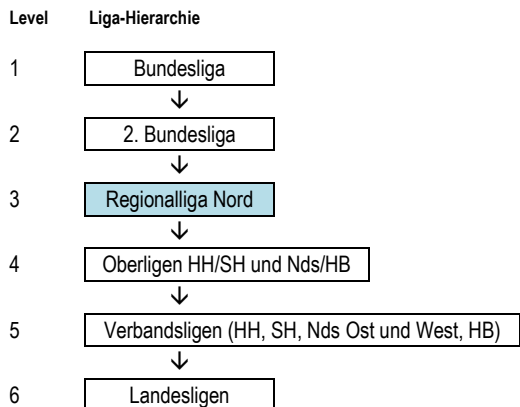 Level Liga-Hierarchie
1 Bundesliga
2 2. Bundesliga
3 Regionalliga Nord
4 Oberligen HH/SH und Nds/HB
5 Verbandsligen (HH, SH, Nds Ost und West, HB)
6 Landesligen